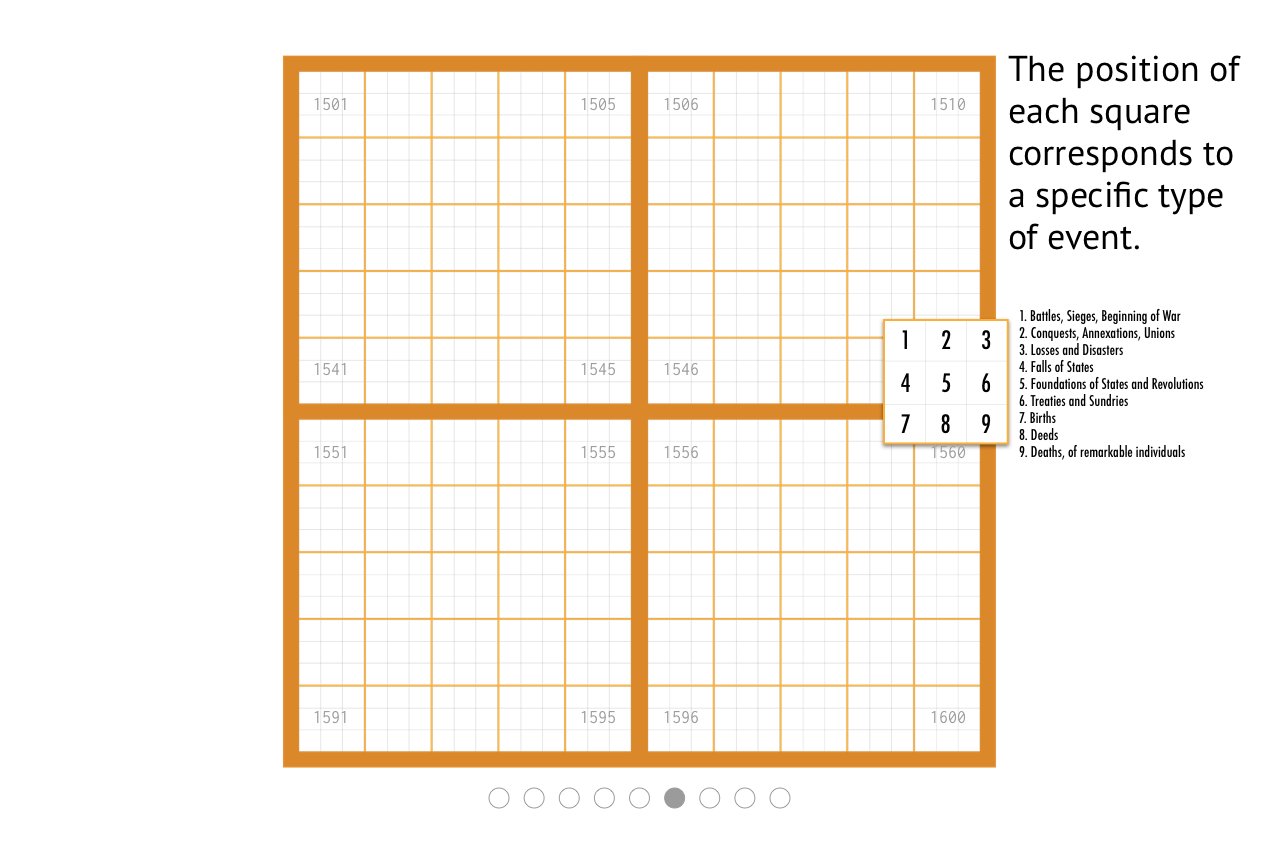 The position of
each square
corresponds to
a specific type
of event.
1501 1505 1506 1510
1. Battles, Sieges, Beginning of War
2. Conquests, Annexations, Unions
3. Losses and Disasters
4. Falls of States
5. Foundations of States and Revolutions
6. Treaties and Sundries
7. Births
8. Deeds
9. Deaths, of remarkable individuals
1 2 3
4 5 6
7 8 9
1541 1545 1546
1551 1555 1556 1560
1591 1595 1596 1600